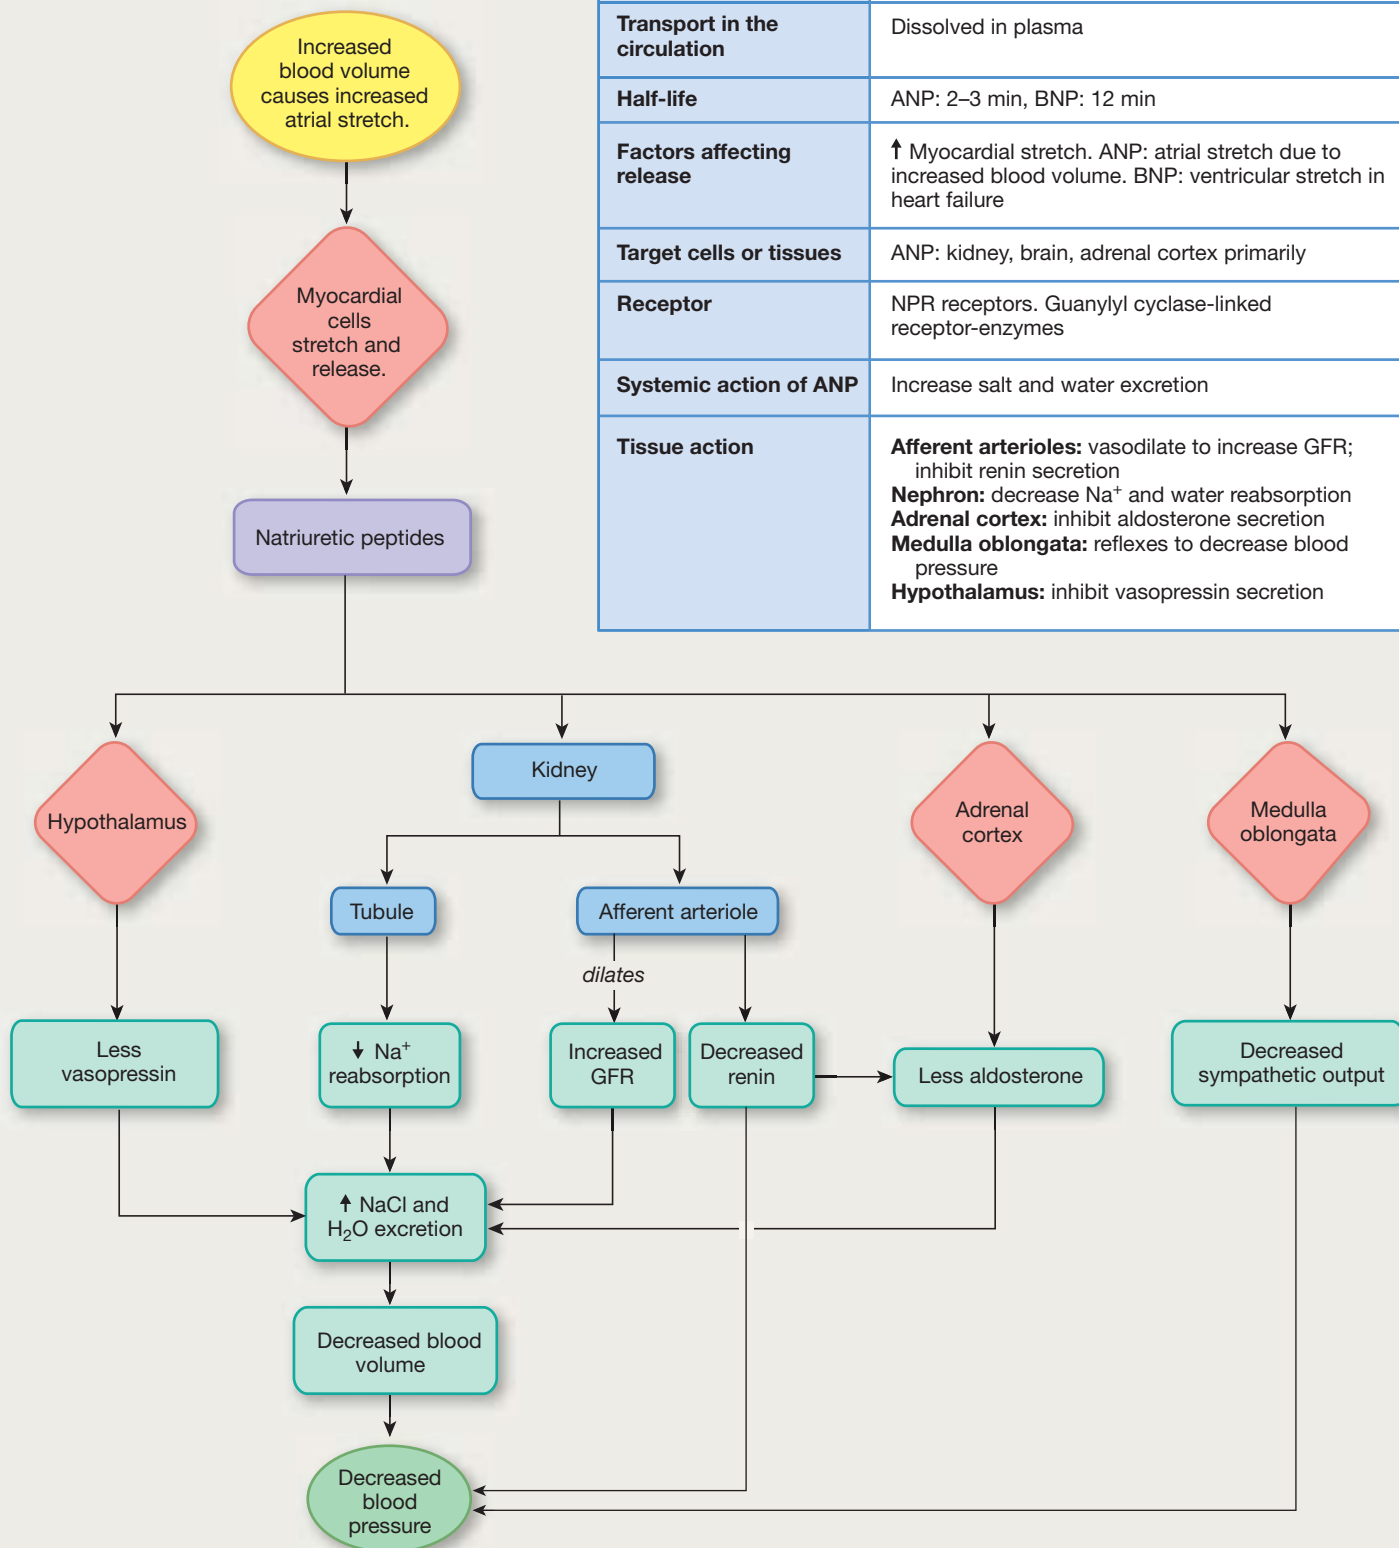 Increased
blood volume
causes increased
atrial stretch.
Myocardial
cells
stretch and
release.
Natriuretic peptides
Transport in the
circulation
Dissolved in plasma
Half-life
ANP: 2–3 min, BNP: 12 min
Factors affecting
release
↑ Myocardial stretch. ANP: atrial stretch due to
increased blood volume. BNP: ventricular stretch in
heart failure
Target cells or tissues
ANP: kidney, brain, adrenal cortex primarily
Receptor
NPR receptors. Guanylyl cyclase-linked
receptor-enzymes
Systemic action of ANP
Increase salt and water excretion
Tissue action
Afferent arterioles: vasodilate to increase GFR;
inhibit renin secretion
Nephron: decrease Na⁺ and water reabsorption
Adrenal cortex: inhibit aldosterone secretion
Medulla oblongata: reflexes to decrease blood
pressure
Hypothalamus: inhibit vasopressin secretion
Hypothalamus
Kidney
Adrenal
cortex
Medulla
oblongata
Tubule
Afferent arteriole
dilates
Less
vasopressin
↓ Na⁺
reabsorption
Increased
GFR
Decreased
renin
Less aldosterone
Decreased
sympathetic output
↑ NaCl and
H₂O excretion
Decreased blood
volume
Decreased
blood
pressure